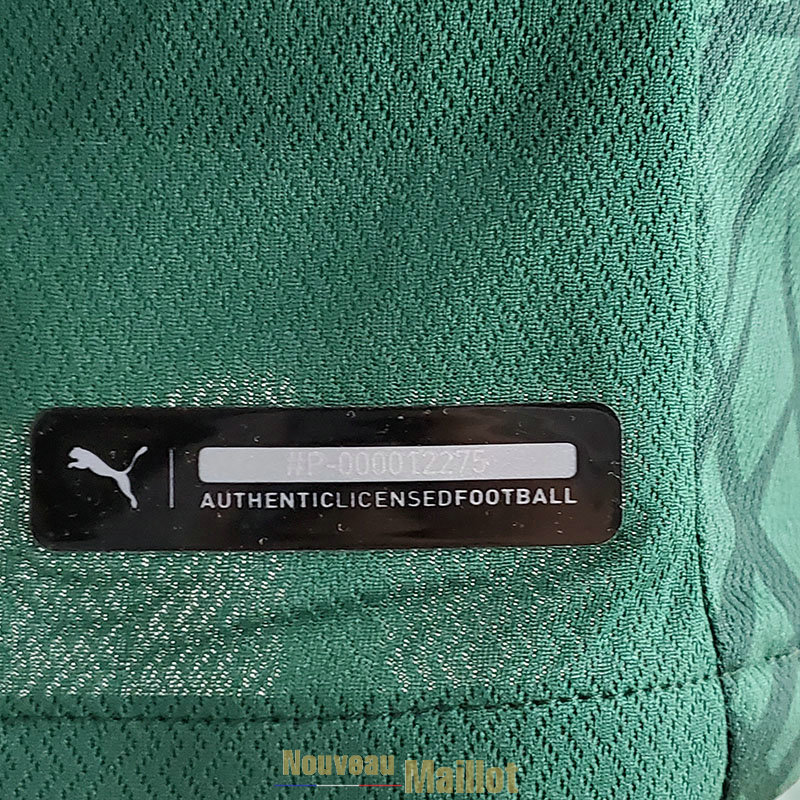 #P-000012275
AUTHENTICLICENSEDFOOTBALL
Nouveau Maillot